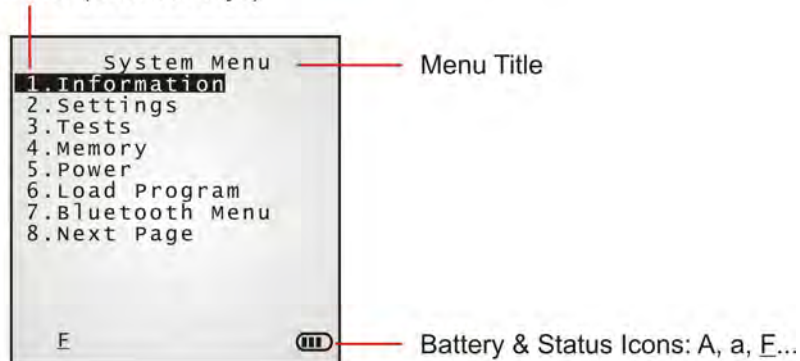 System Menu
Menu Title
1.Information
2.Settings
3.Tests
4.Memory
5.Power
6.Load Program
7.Bluetooth Menu
8.Next Page
F
Battery & Status Icons: A, a, F...